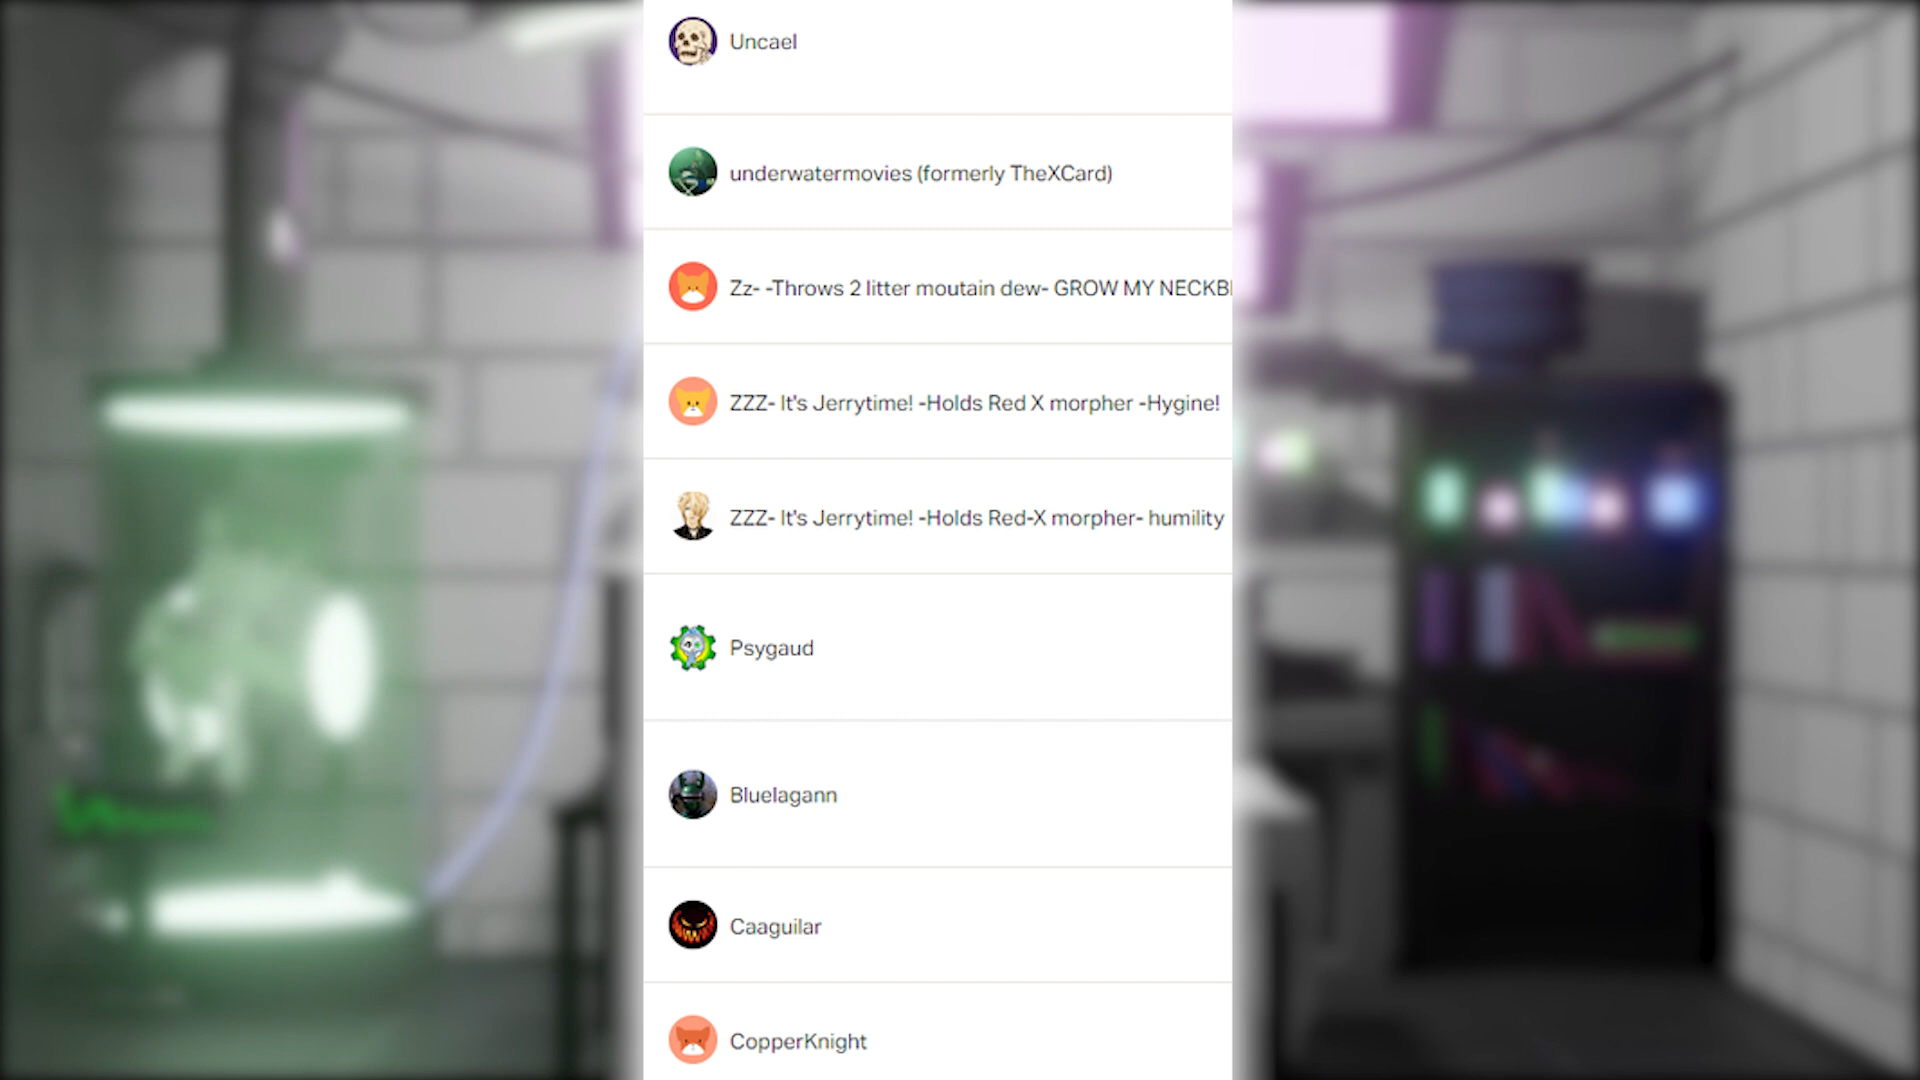 Uncael
underwatermovies (formerly TheXCard)
Zz- -Throws 2 litter moutain dew- GROW MY NECKB
ZZZ- It's Jerrytime! -Holds Red X morpher -Hygine!
ZZZ- It's Jerrytime! -Holds Red-X morpher- humility
Psygaud
Bluelagann
Caaguilar
CopperKnight